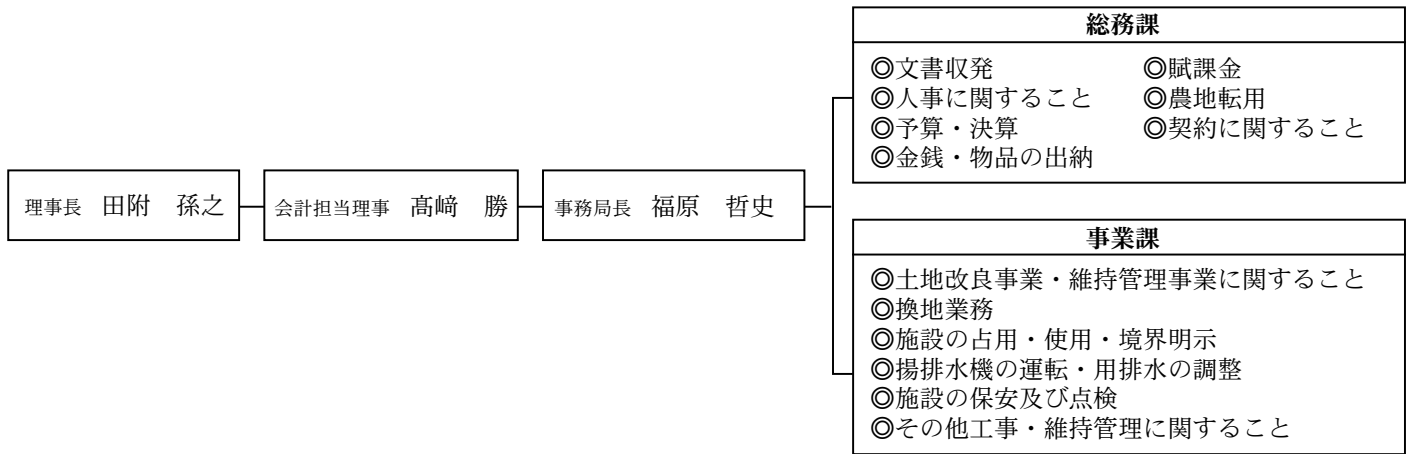 総務課
◎文書収発　◎賦課金
◎人事に関すること　◎農地転用
◎予算・決算　◎契約に関すること
◎金銭・物品の出納
理事長　田附　孫之
会計担当理事　髙﨑　勝
事務局長　福原　哲史
事業課
◎土地改良事業・維持管理事業に関すること
◎換地業務
◎施設の占用・使用・境界明示
◎揚排水機の運転・用排水の調整
◎施設の保安及び点検
◎その他工事・維持管理に関すること